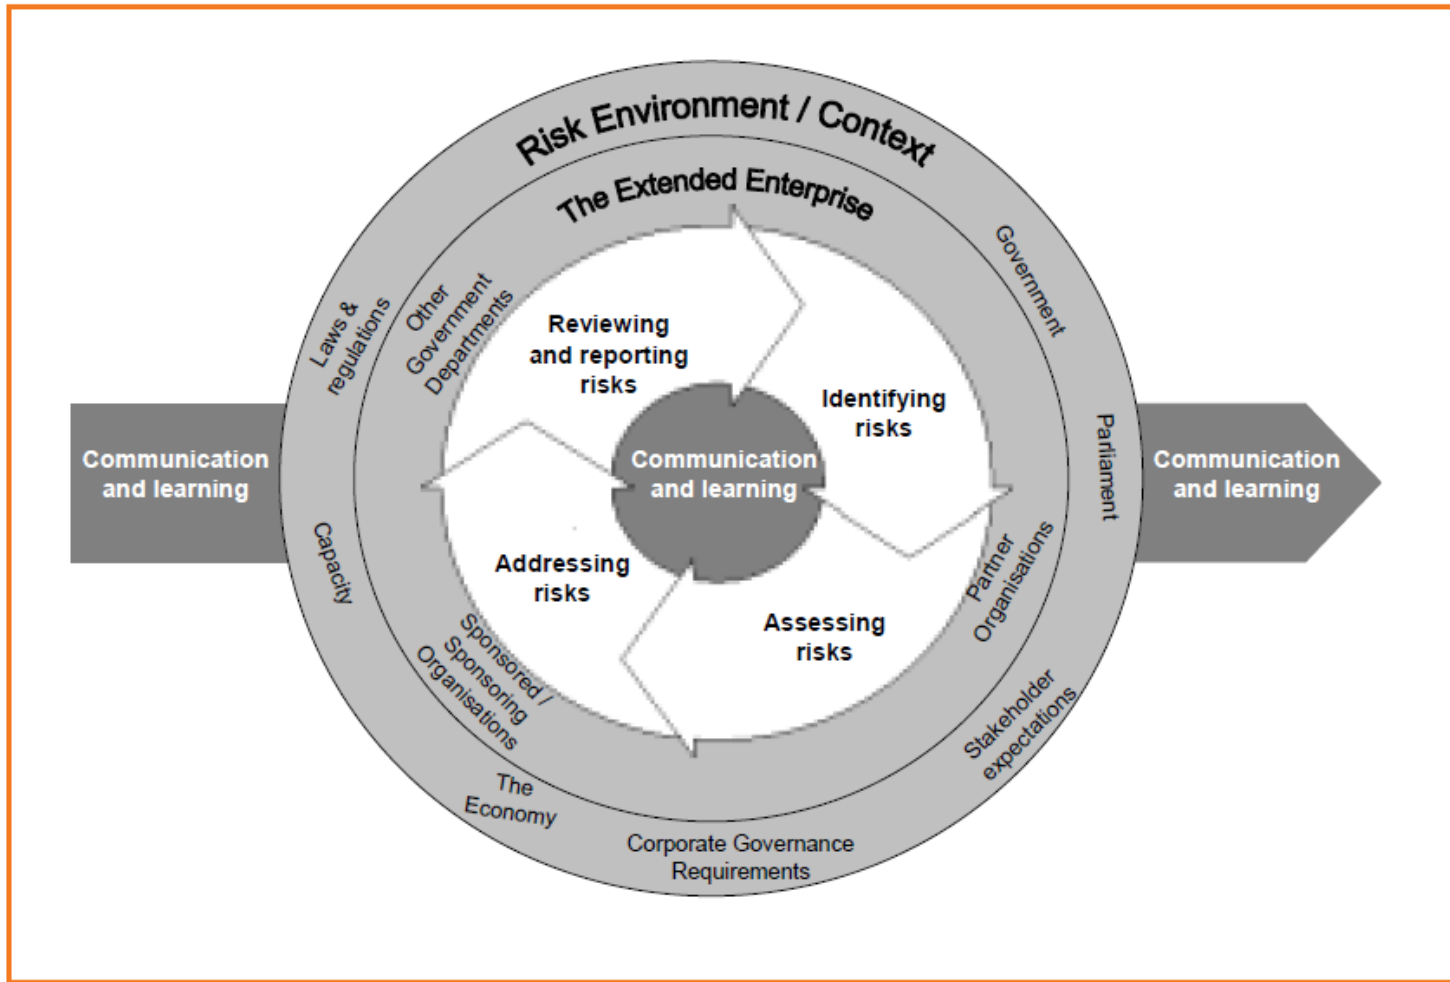 Risk Environment / Context
The Extended Enterprise
Government
Laws &
regulations
Other
Government
Departments
Reviewing
and reporting
risks
Identifying
risks
Parliament
Communication
and learning
Communication
and learning
Communication
and learning
Capacity
Addressing
risks
Assessing
risks
Partner
Organisations
Sponsored /
Sponsoring
Organisations
Stakeholder
expectations
The
Economy
Corporate Governance
Requirements